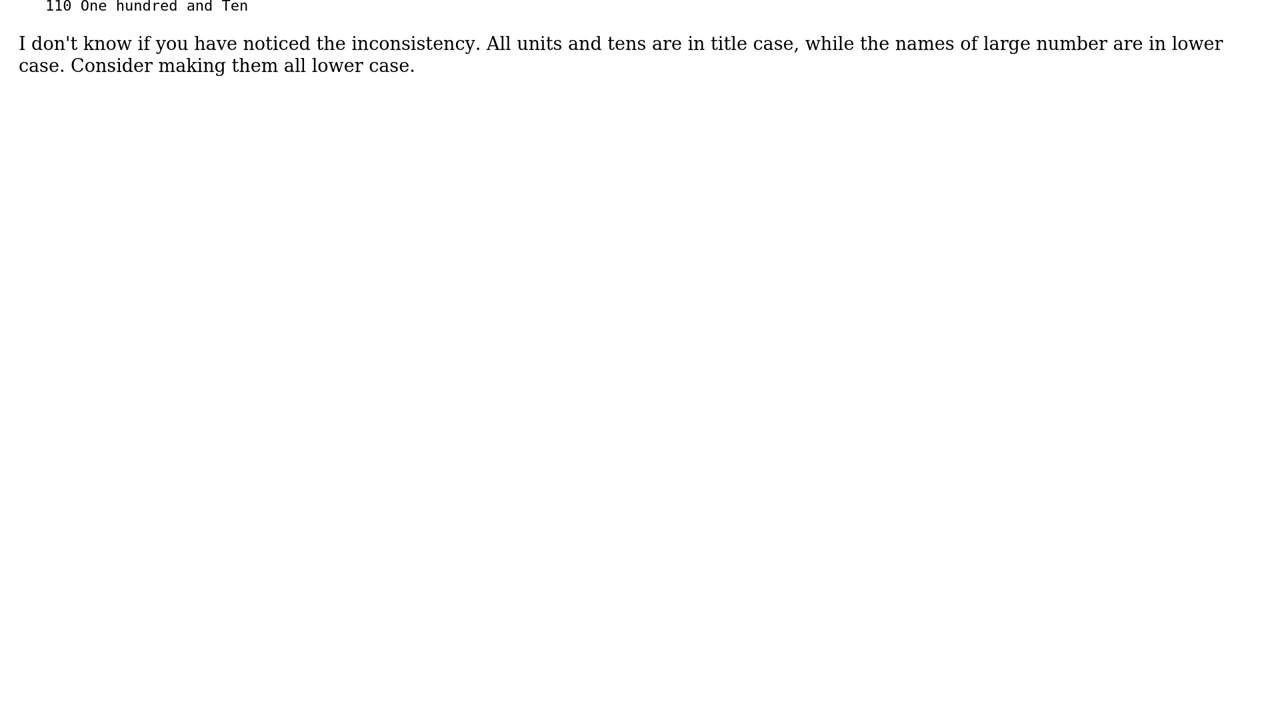 110 One hundred and Ten
I don't know if you have noticed the inconsistency. All units and tens are in title case, while the names of large number are in lower
case. Consider making them all lower case.